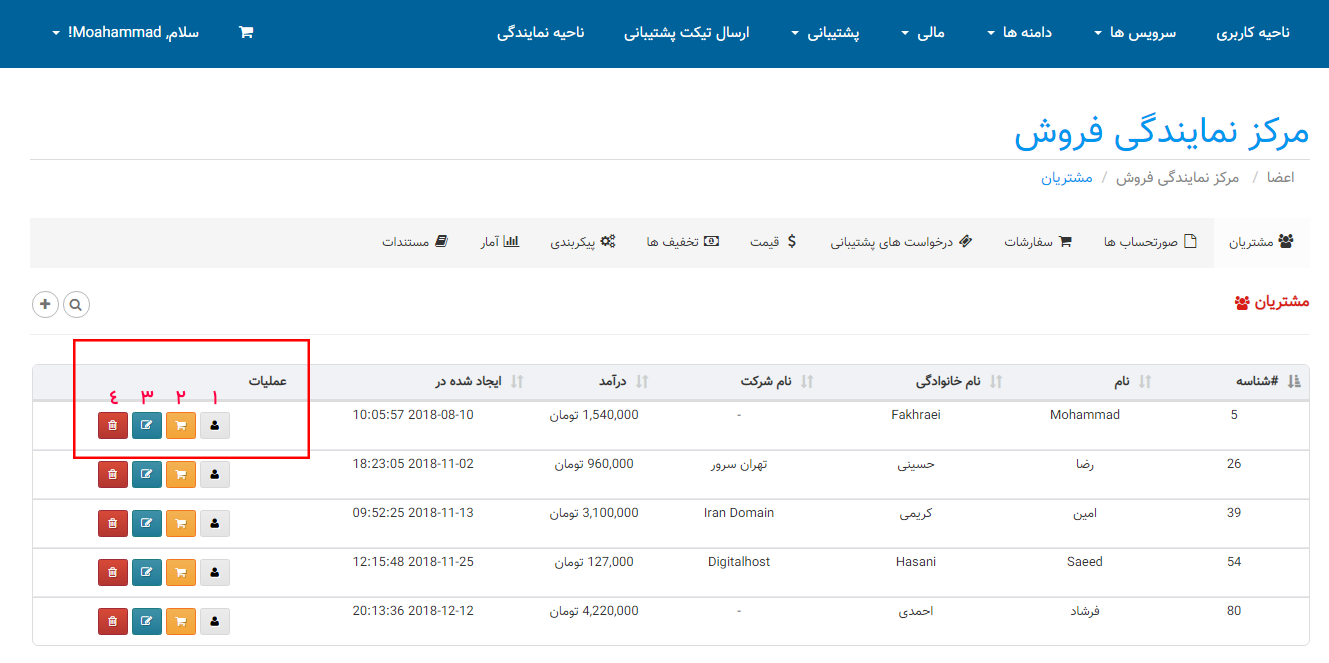 ناحیه کاربری سرویس ها دامنه ها مالی پشتیبانی ارسال تیکت پشتیبانی ناحیه نمایندگی سلام, Moahammad!
مرکز نمایندگی فروش
اعضا / مرکز نمایندگی فروش / مشتریان
مشتریان صورتحساب ها سفارشات درخواست های پشتیبانی قیمت تخفیف ها پیکربندی آمار مستندات
مشتریان
#شناسه نام نام خانوادگی نام شرکت درآمد ایجاد شده در عملیات
۱ ۲ ۳ ٤
5 Mohammad Fakhraei - 1,540,000 تومان 2018-08-10 10:05:57
26 رضا حسینی تهران سرور 960,000 تومان 2018-11-02 18:23:05
39 امین کریمی Iran Domain 3,100,000 تومان 2018-11-13 09:52:25
54 Saeed Hasani Digitalhost 127,000 تومان 2018-11-25 12:15:48
80 فرشاد احمدی - 4,220,000 تومان 2018-12-12 20:13:36